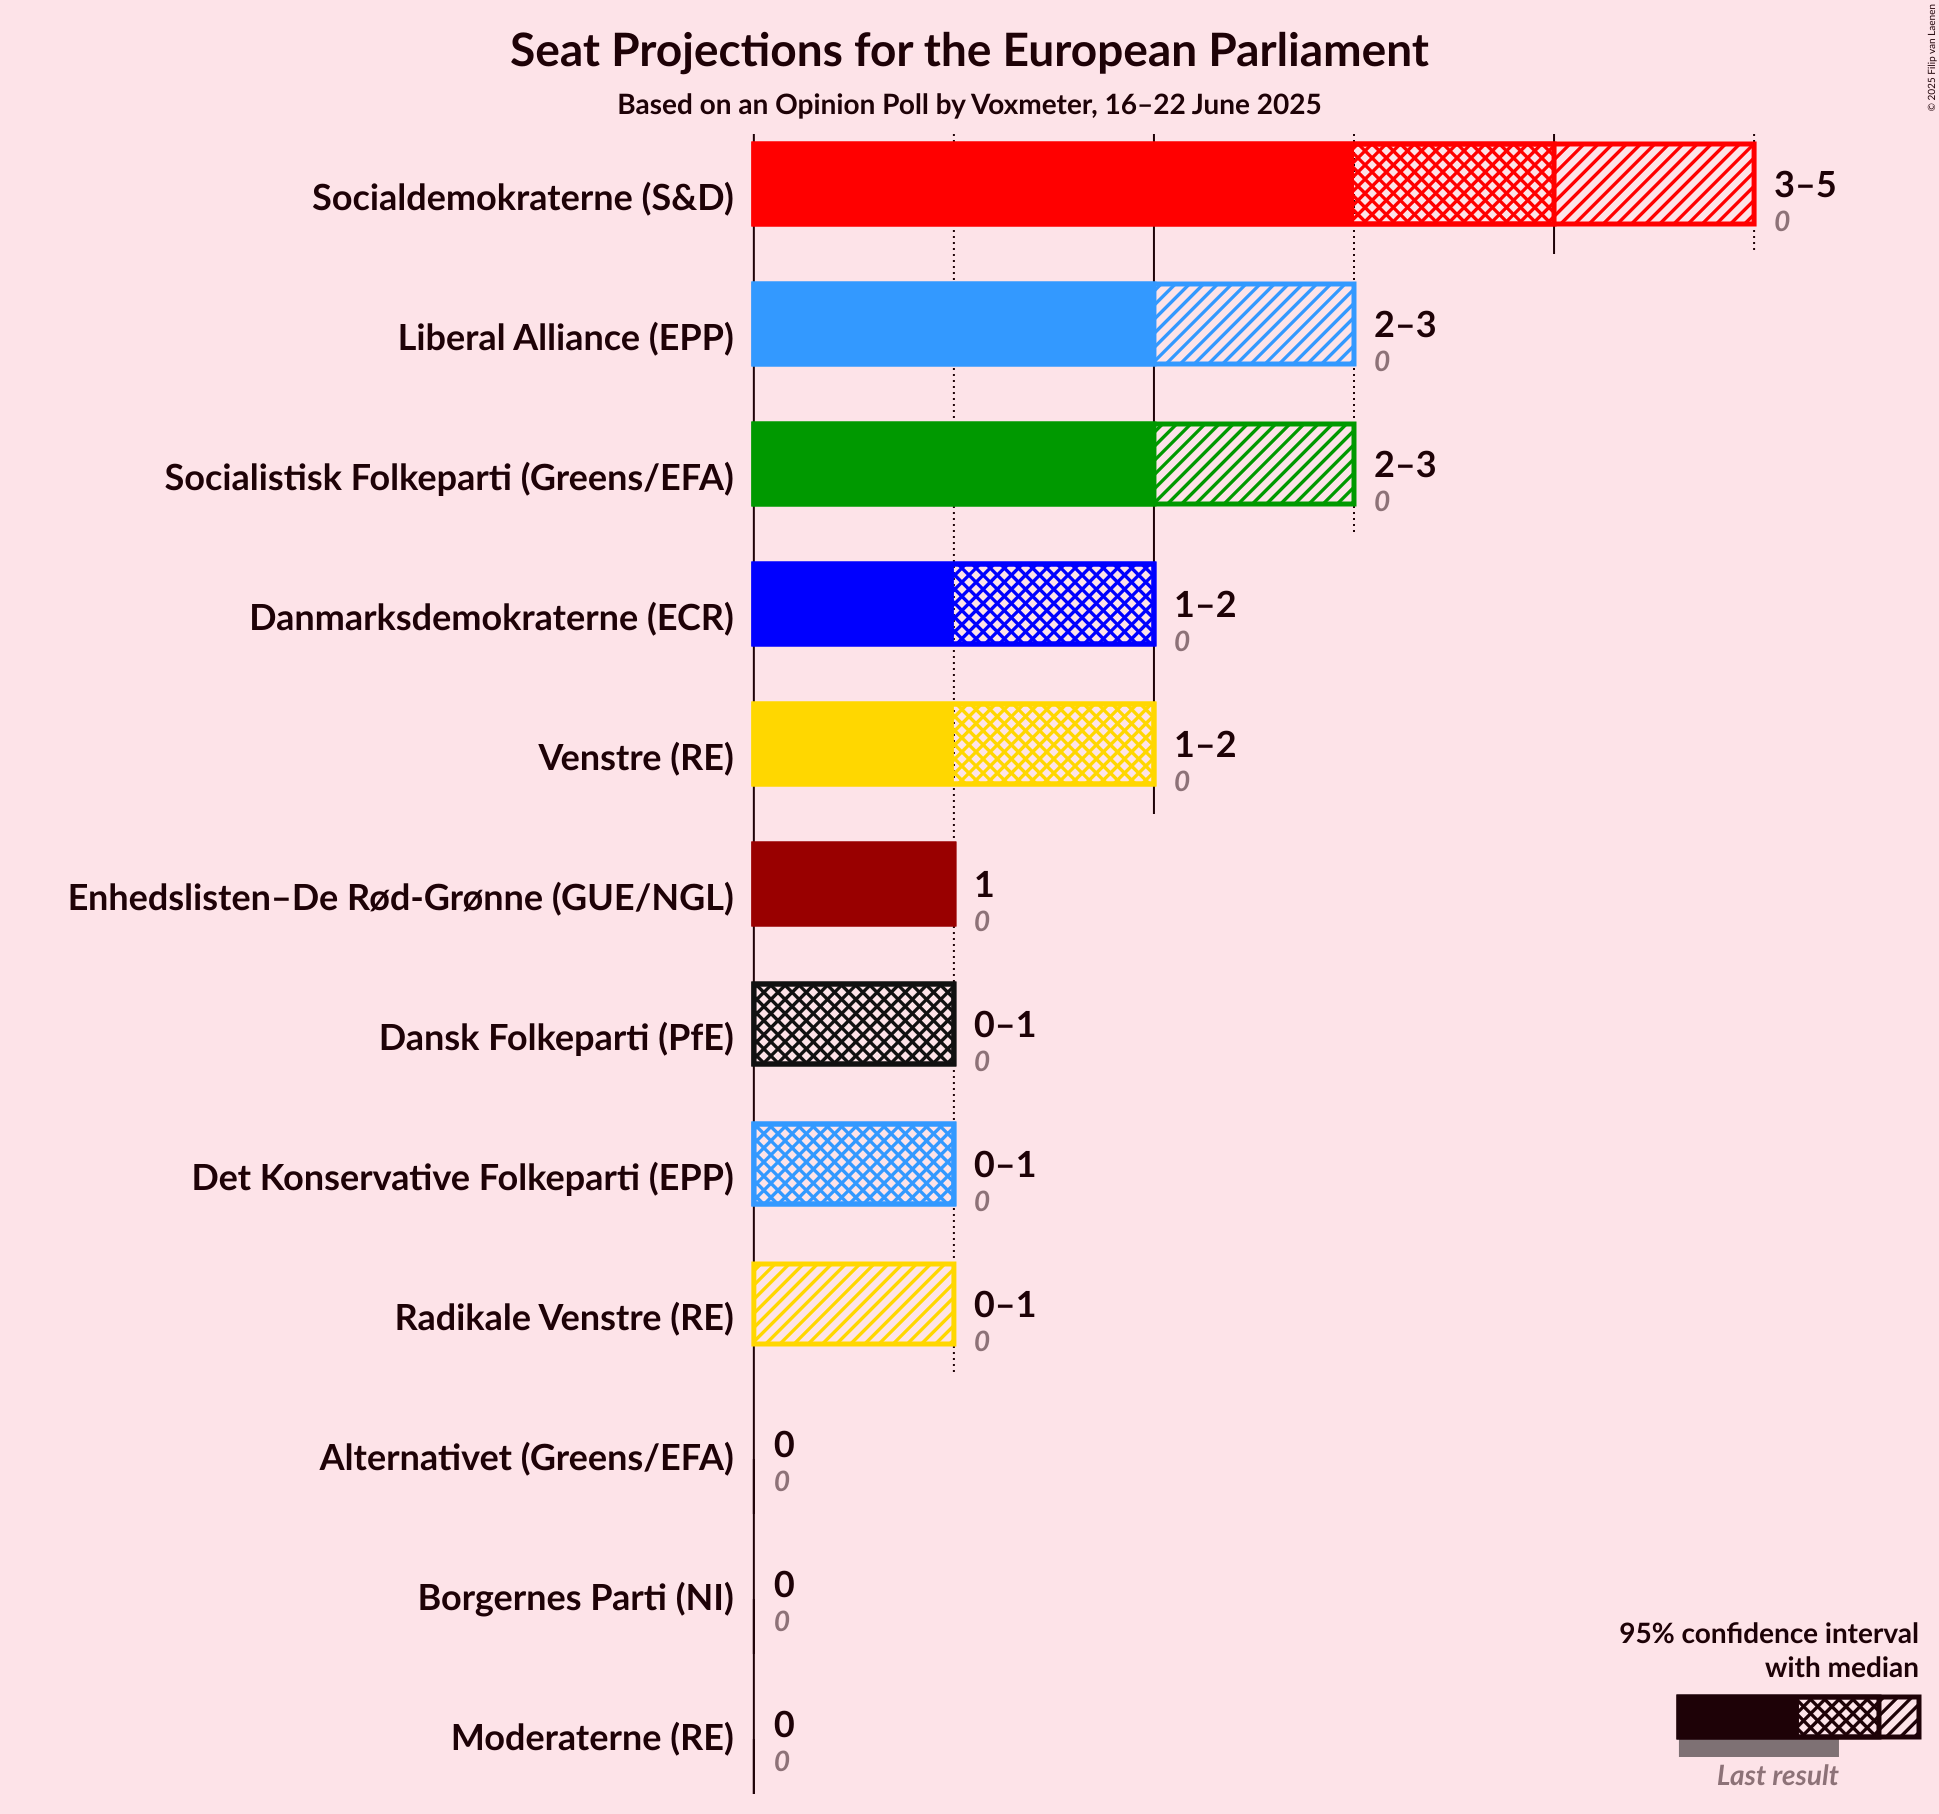 Seat Projections for the European Parliament
Based on an Opinion Poll by Voxmeter, 16–22 June 2025
© 2025 Filip van Laenen
Socialdemokraterne (S&D)
3–5
0
Liberal Alliance (EPP)
2–3
0
Socialistisk Folkeparti (Greens/EFA)
2–3
0
Danmarksdemokraterne (ECR)
1–2
0
Venstre (RE)
1–2
0
Enhedslisten–De Rød-Grønne (GUE/NGL)
1
0
Dansk Folkeparti (PfE)
0–1
0
Det Konservative Folkeparti (EPP)
0–1
0
Radikale Venstre (RE)
0–1
0
Alternativet (Greens/EFA)
0
0
Borgernes Parti (NI)
0
0
Moderaterne (RE)
0
0
95% confidence interval
with median
Last result